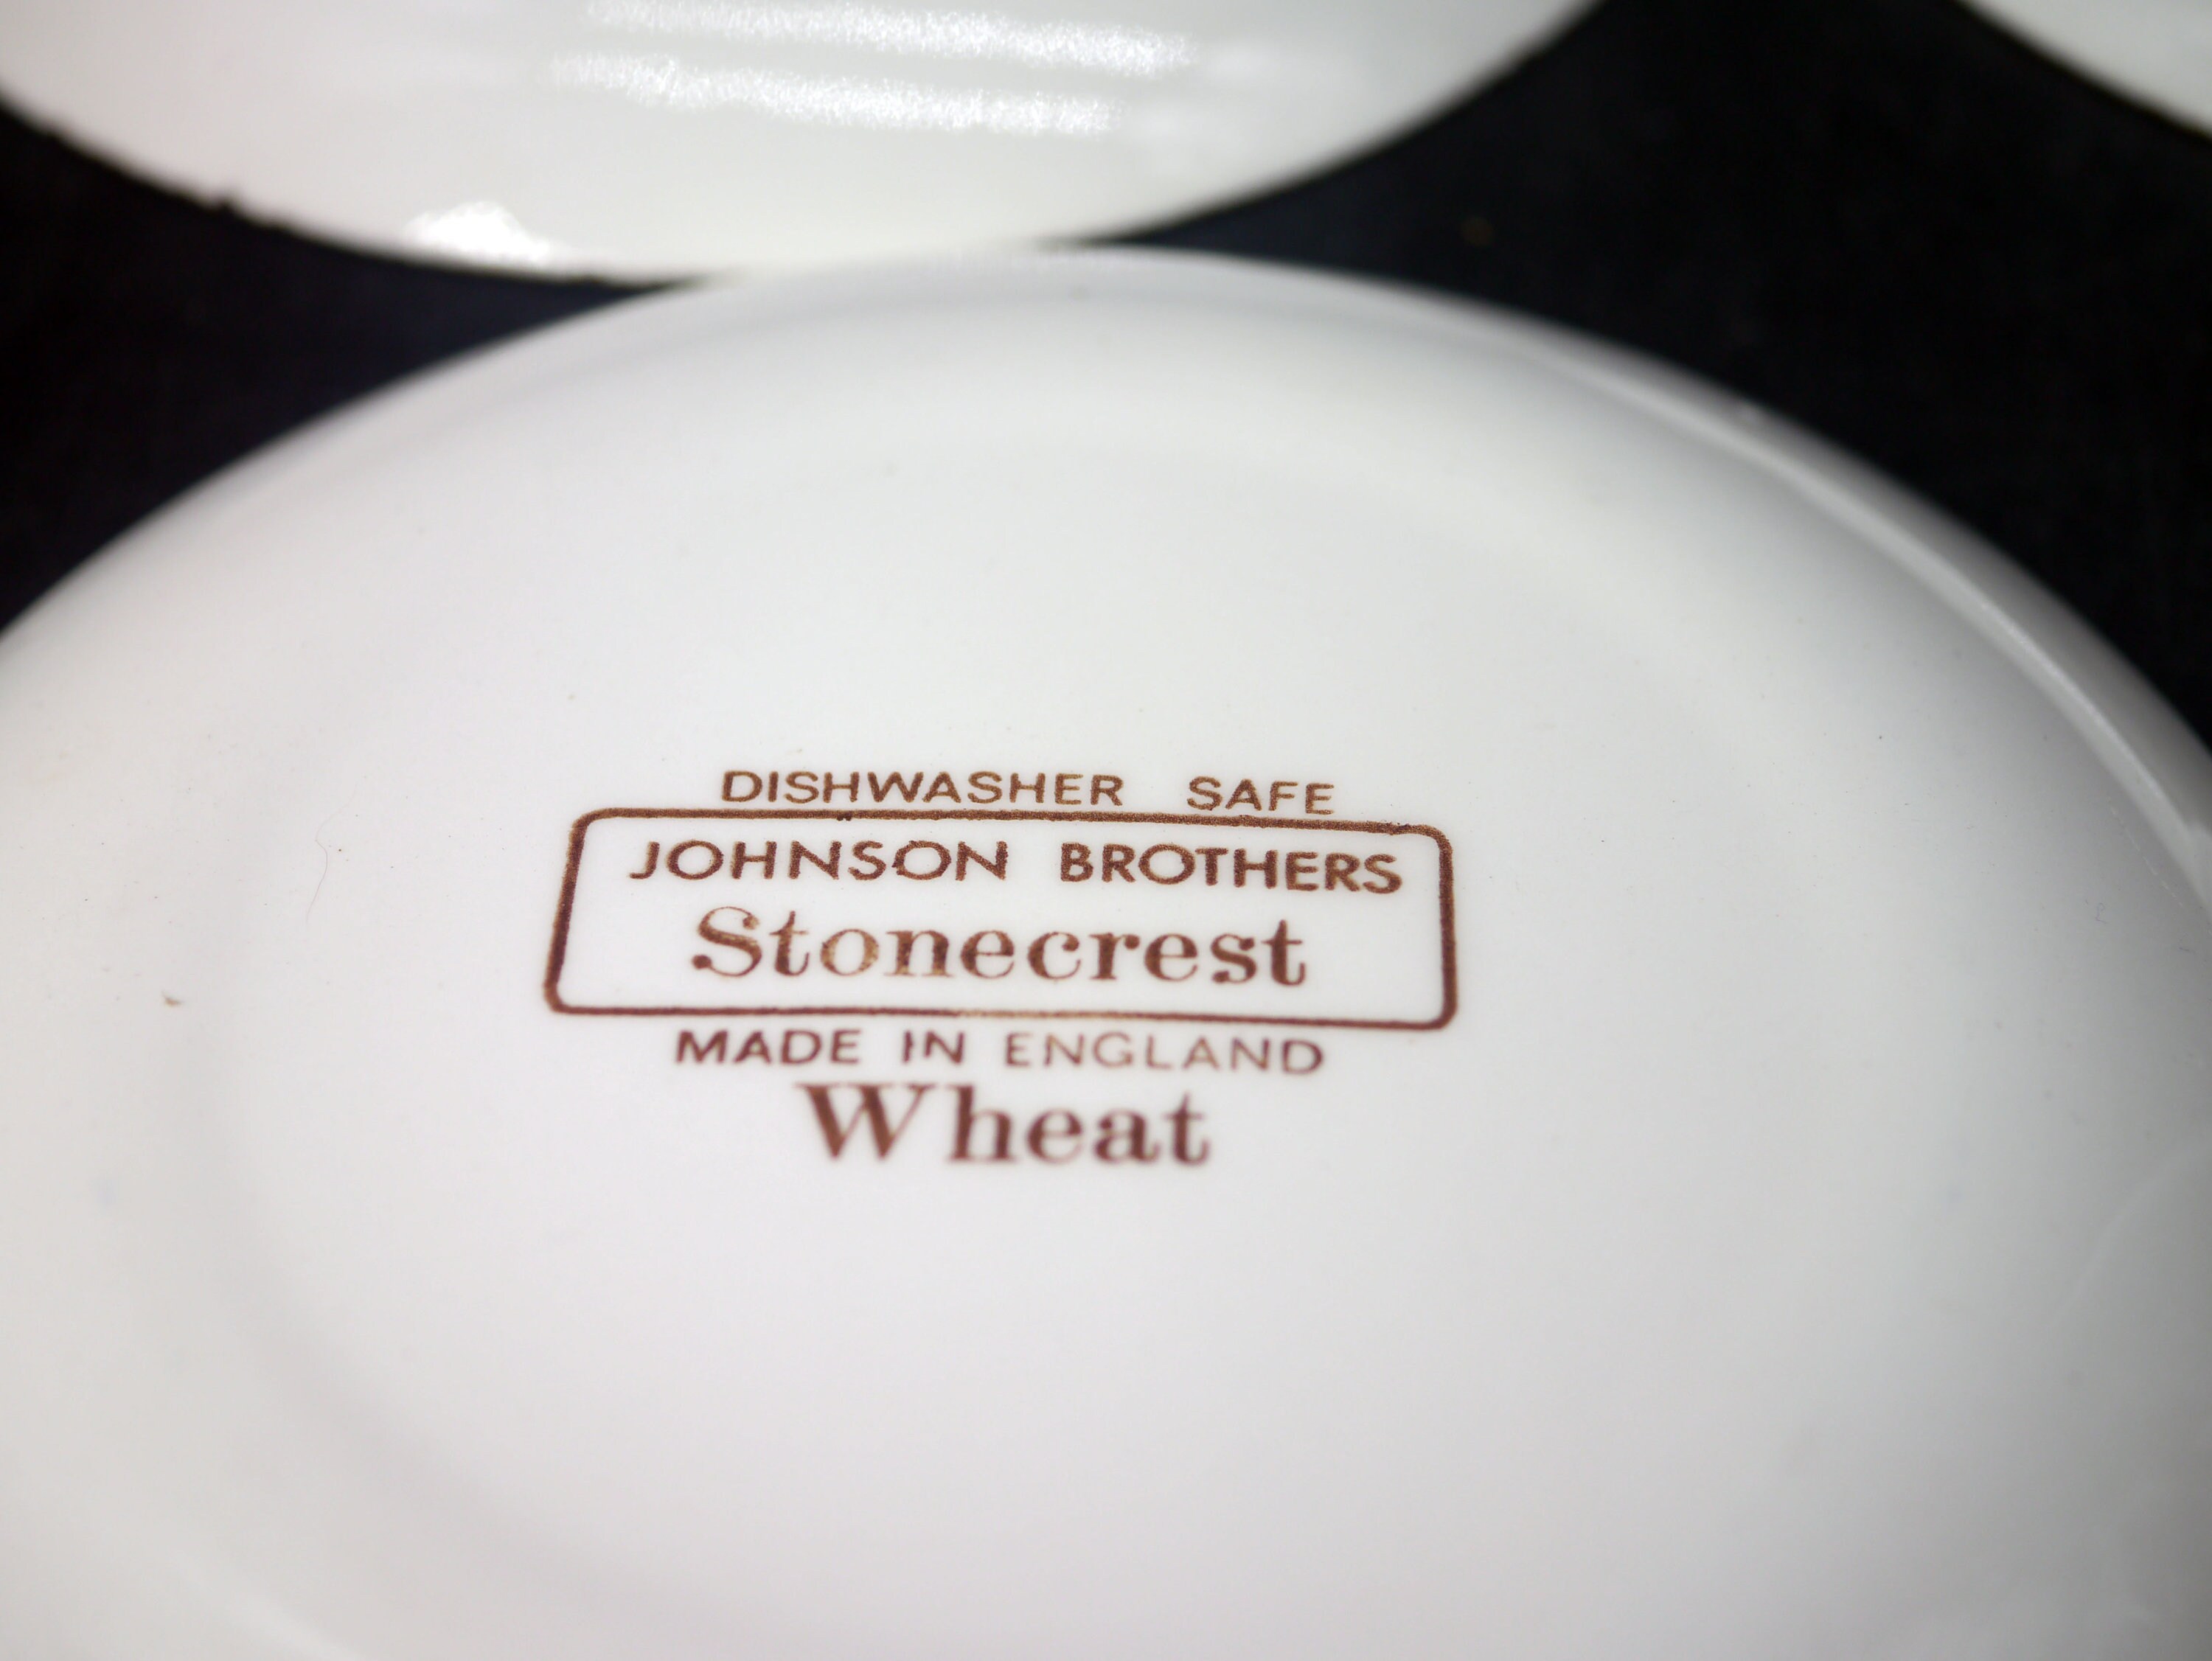 DISHWASHER SAFE
JOHNSON BROTHERS
Stonecrest
MADE IN ENGLAND
Wheat